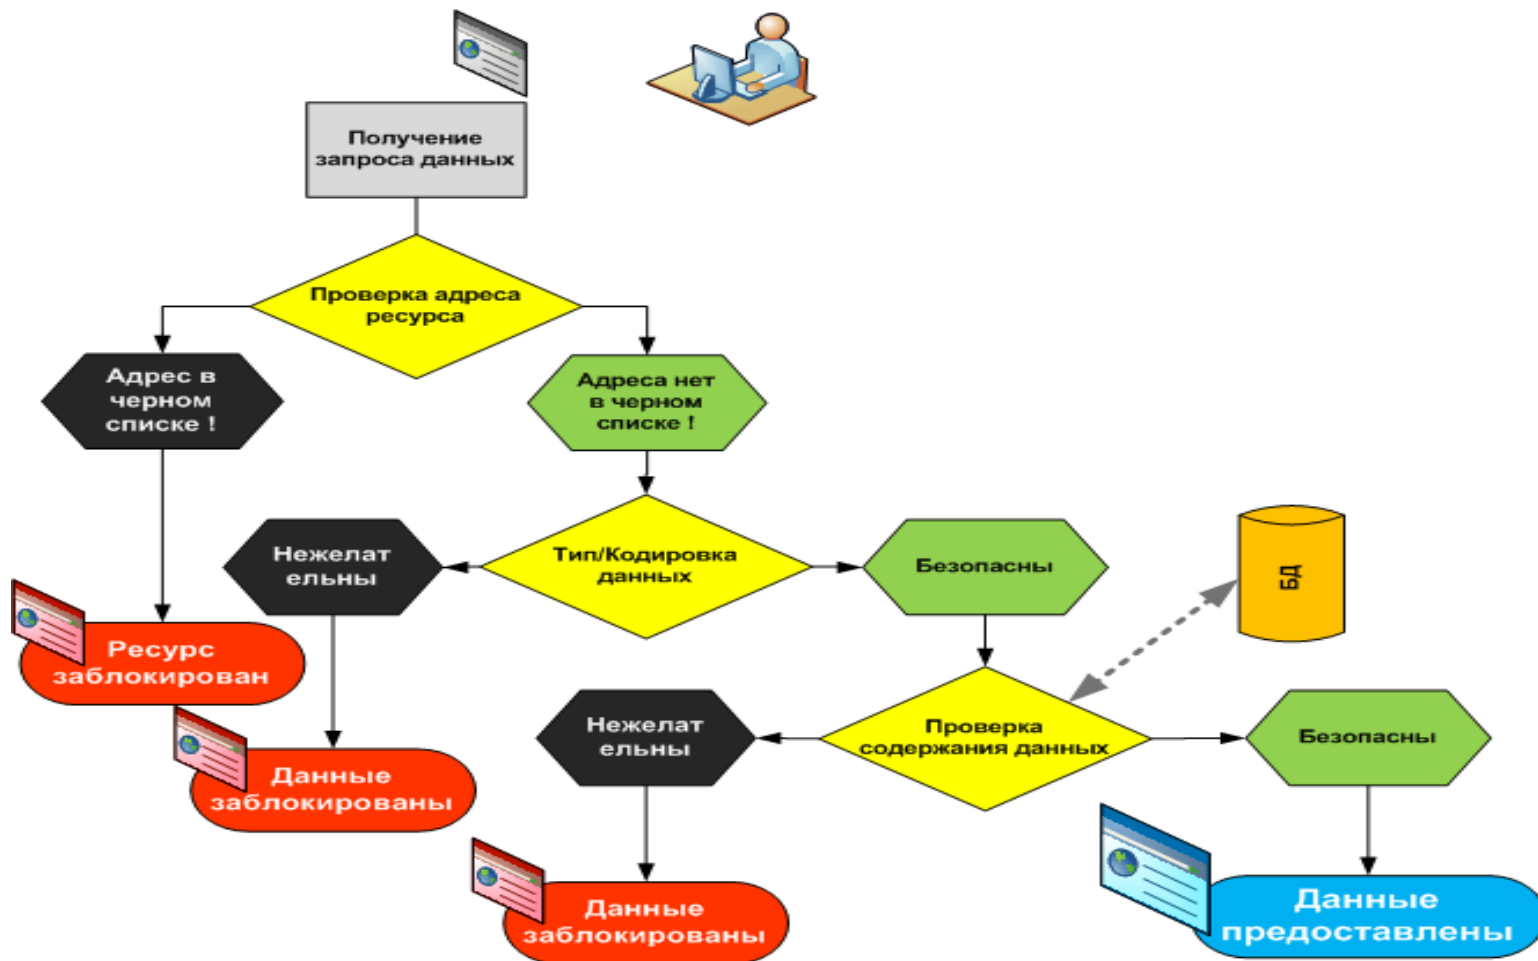 Получение
запроса данных
Проверка адреса
ресурса
Адрес в
черном
списке !
Адреса нет
в черном
списке !
Нежелат
ельны
Тип/Кодировка
данных
Безопасны
БД
Ресурс
заблокирован
Нежелат
ельны
Проверка
содержания данных
Безопасны
Данные
заблокированы
Данные
заблокированы
Данные
предоставлены